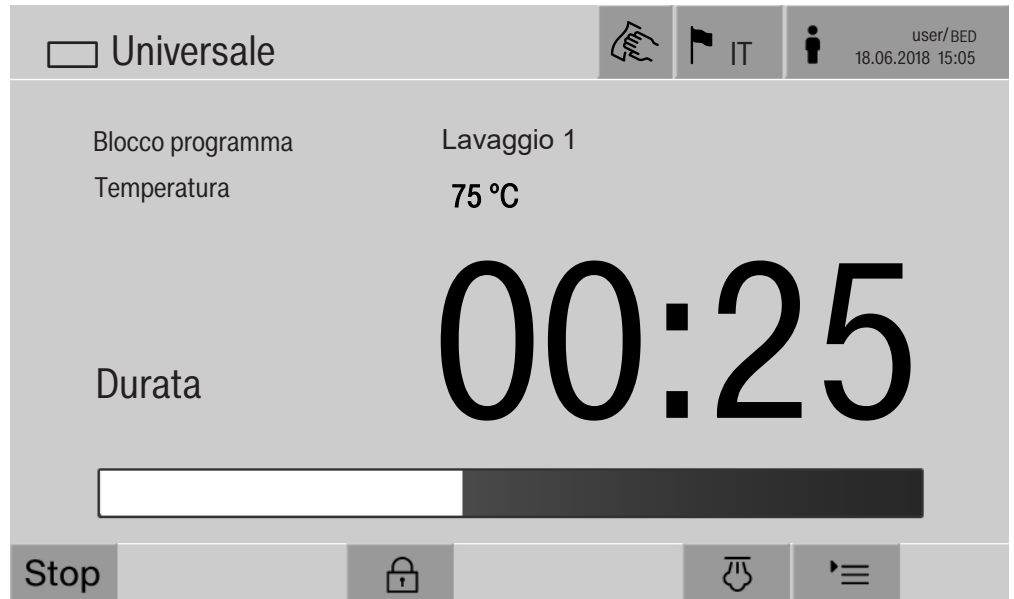 Universale
IT
user/BED
18.06.2018 15:05
Blocco programma
Lavaggio 1
Temperatura
75 ºC
Durata
00:25
Stop